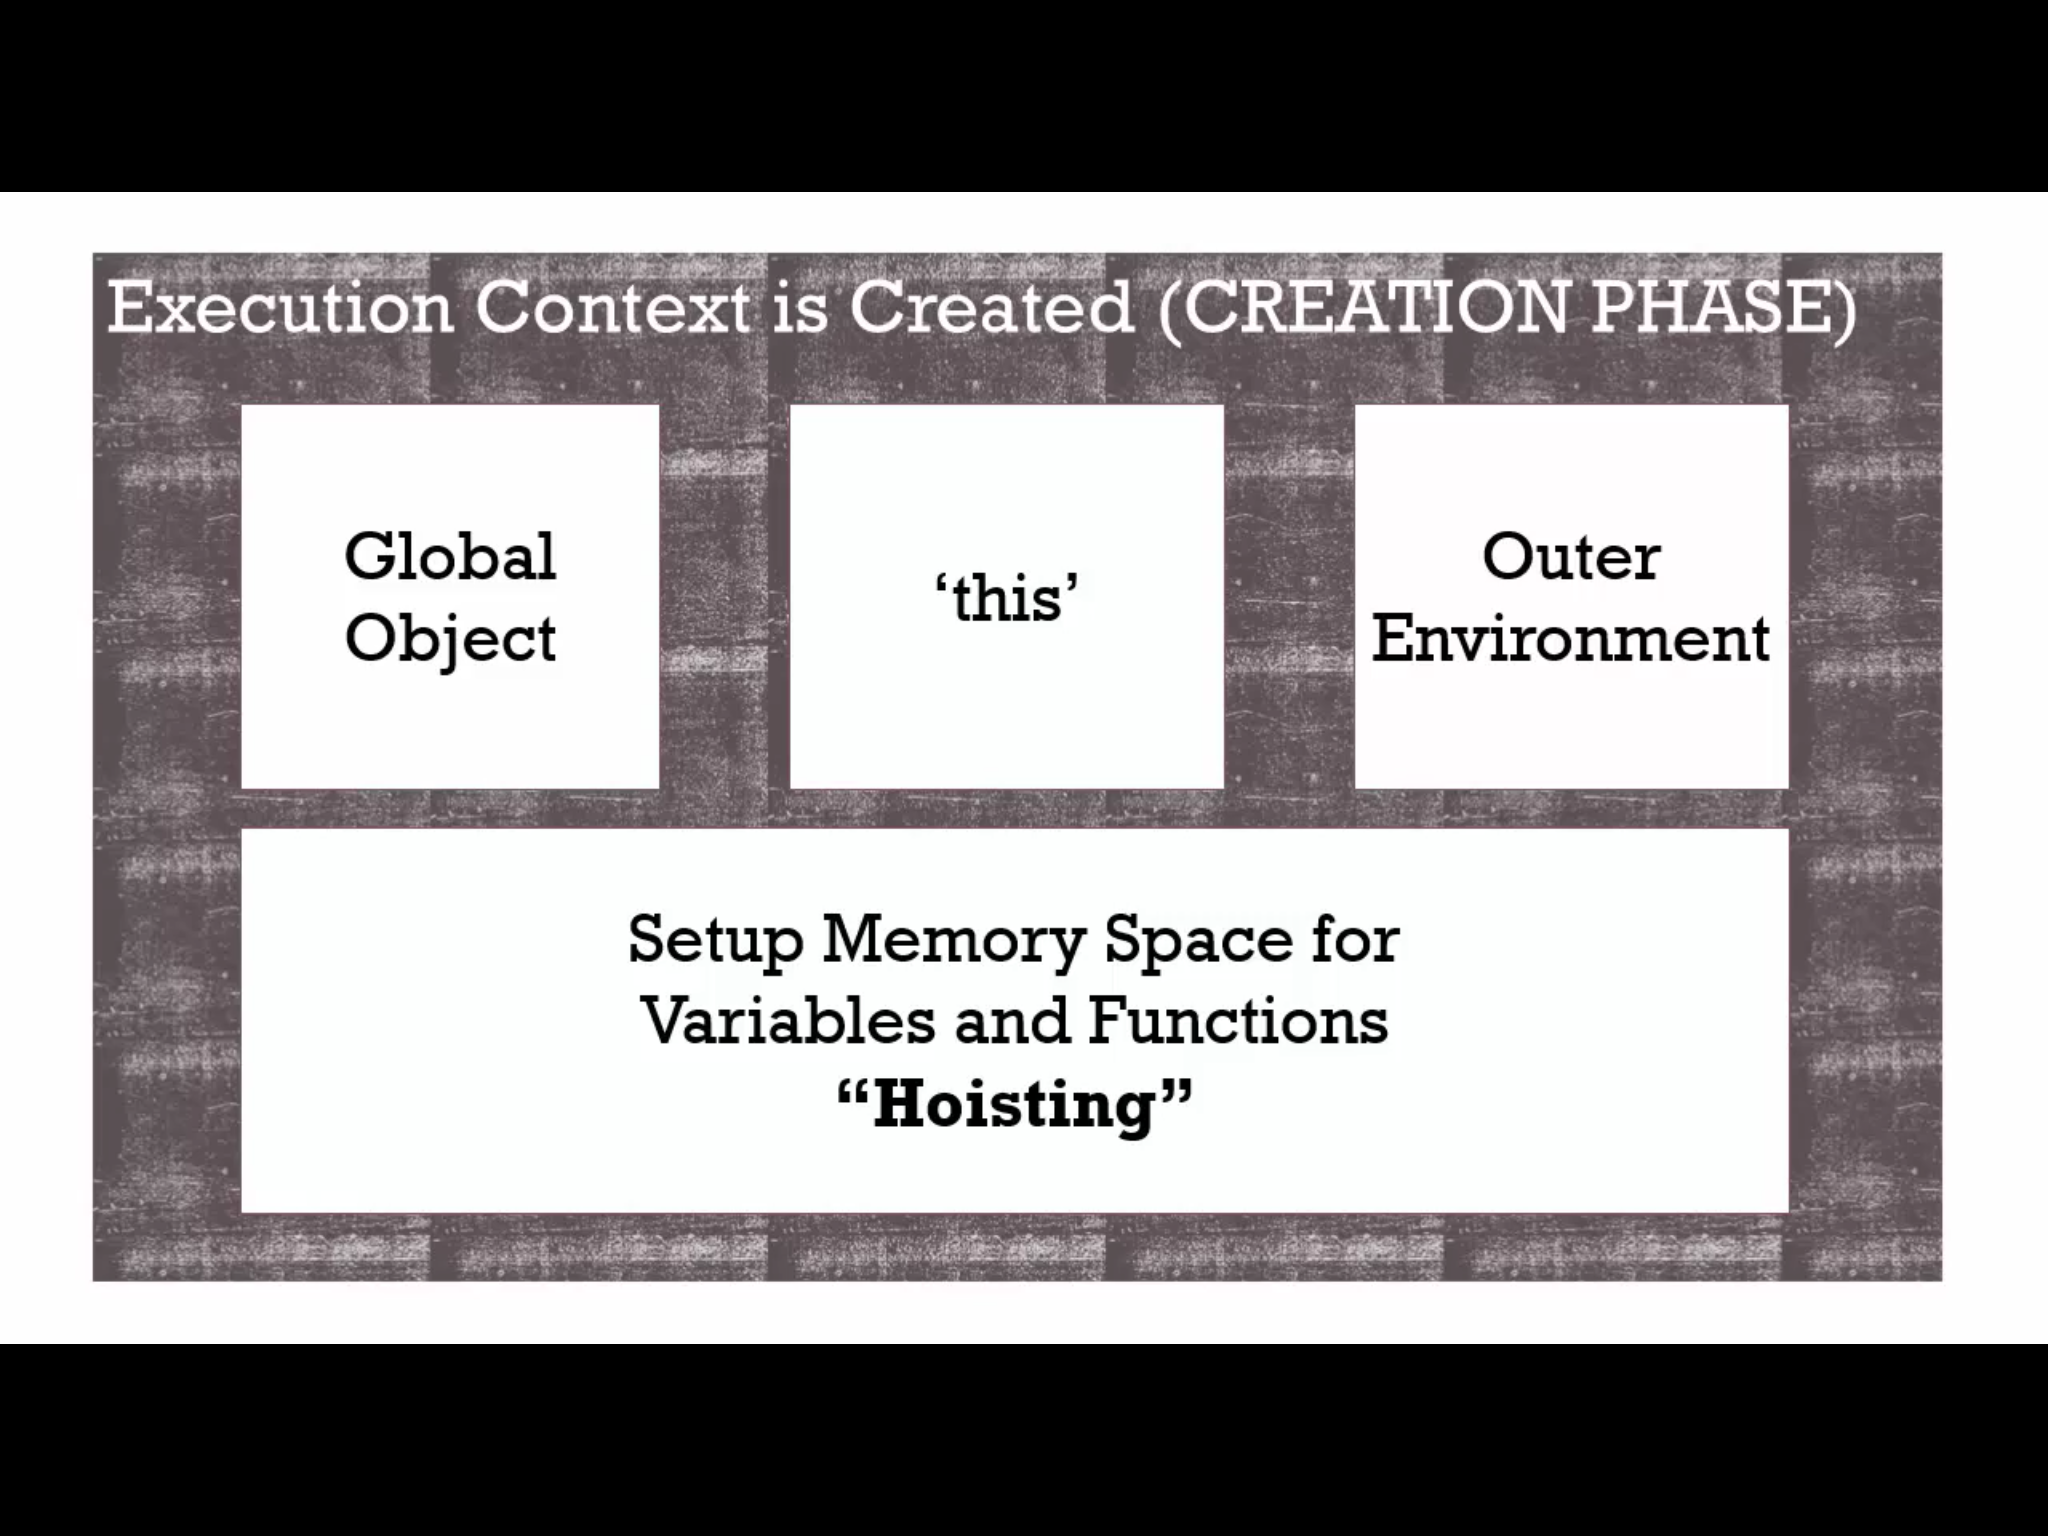 Execution Context is Created (CREATION PHASE)
Global
Object
‘this’
Outer
Environment
Setup Memory Space for
Variables and Functions
“Hoisting”